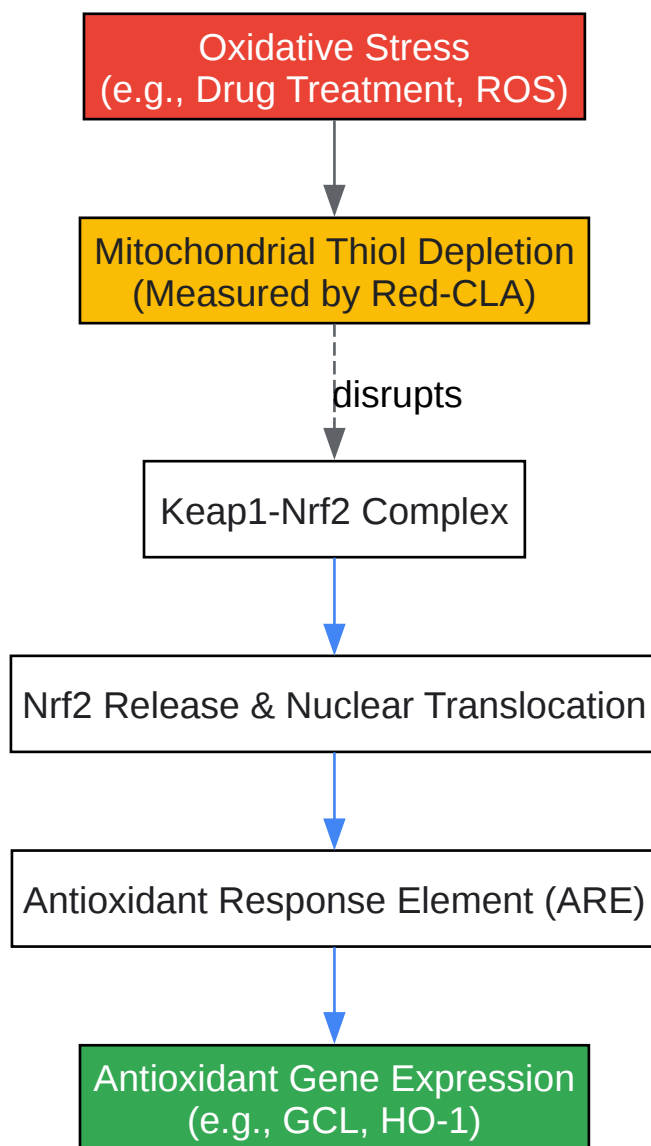 Oxidative Stress
(e.g., Drug Treatment, ROS)
Mitochondrial Thiol Depletion
(Measured by Red-CLA)
disrupts
Keap1-Nrf2 Complex
Nrf2 Release & Nuclear Translocation
Antioxidant Response Element (ARE)
Antioxidant Gene Expression
(e.g., GCL, HO-1)